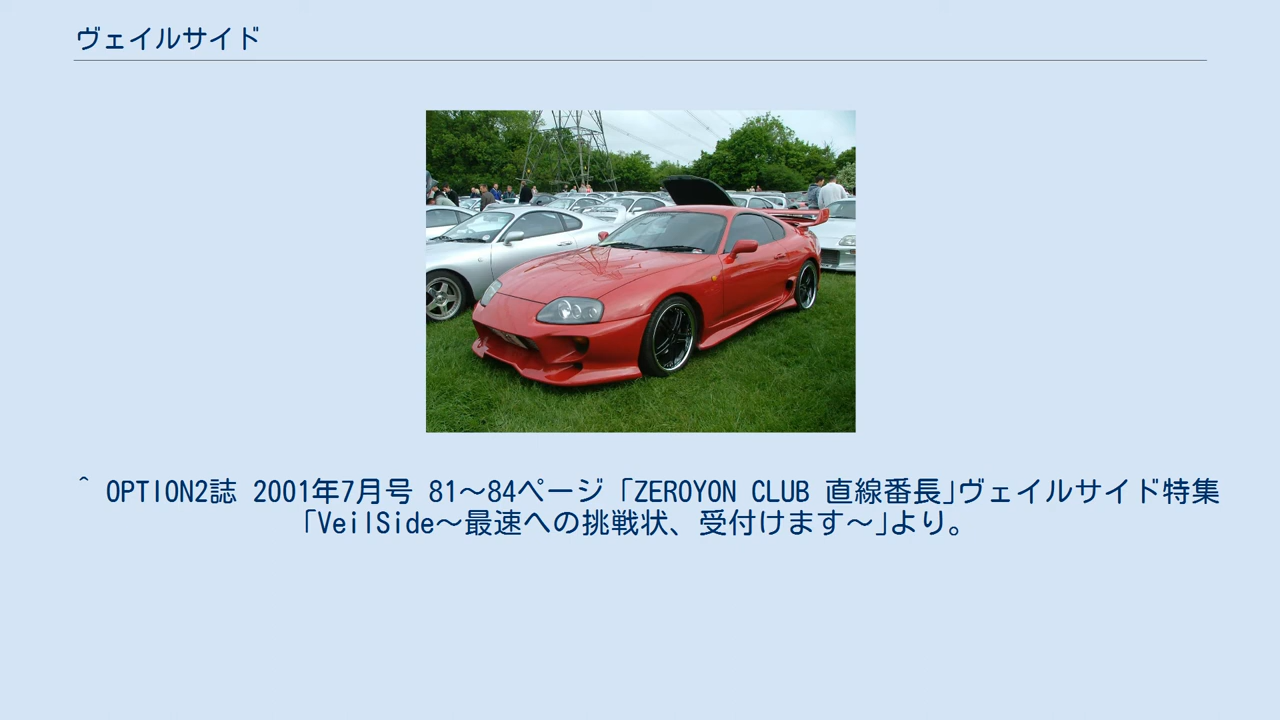 ヴェイルサイド
^ OPTION2誌 2001年7月号 81～84ページ「ZEROYON CLUB 直線番長」ヴェイルサイド特集
「VeilSide～最速への挑戦状、受付けます～」より。